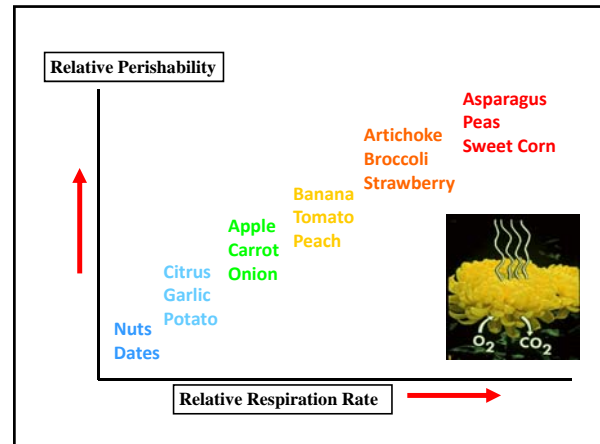 Relative Perishability
Asparagus
Peas
Sweet Corn
Artichoke
Broccoli
Strawberry
Banana
Tomato
Peach
Apple
Carrot
Onion
Citrus
Garlic
Potato
Nuts
Dates
O2
CO2
Relative Respiration Rate